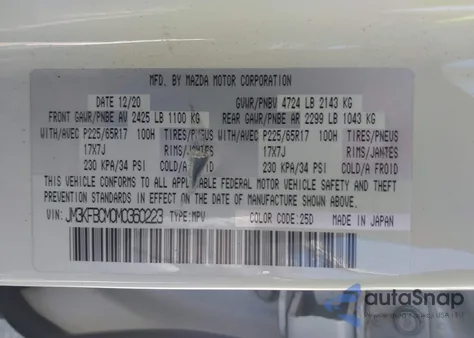 MFD. BY MAZDA MOTOR CORPORATION
DATE 12/20 GVWR/PNBV 4724 LB 2143 KG
FRONT GAWR/PNBE AV 2425 LB 1100 KG REAR GAWR/PNBE AR 2299 LB 1043 KG
WITH/AVEC P225/65R17 100H TIRES/PNEUS WITH/AVEC P225/65R17 100H TIRES/PNEUS
17X7J RIMS/JANTES 17X7J RIMS/JANTES
230 KPA/34 PSI COLD/A FROID 230 KPA/34 PSI COLD/A FROID
THIS VEHICLE CONFORMS TO ALL APPLICABLE FEDERAL MOTOR VEHICLE SAFETY AND THEFT
PREVENTION STANDARDS IN EFFECT ON THE DATE OF MANUFACTURE SHOWN ABOVE.
VIN: JM3KFBCM0M0360223 TYPE:MPV COLOR CODE:25D MADE IN JAPAN
autoSnap